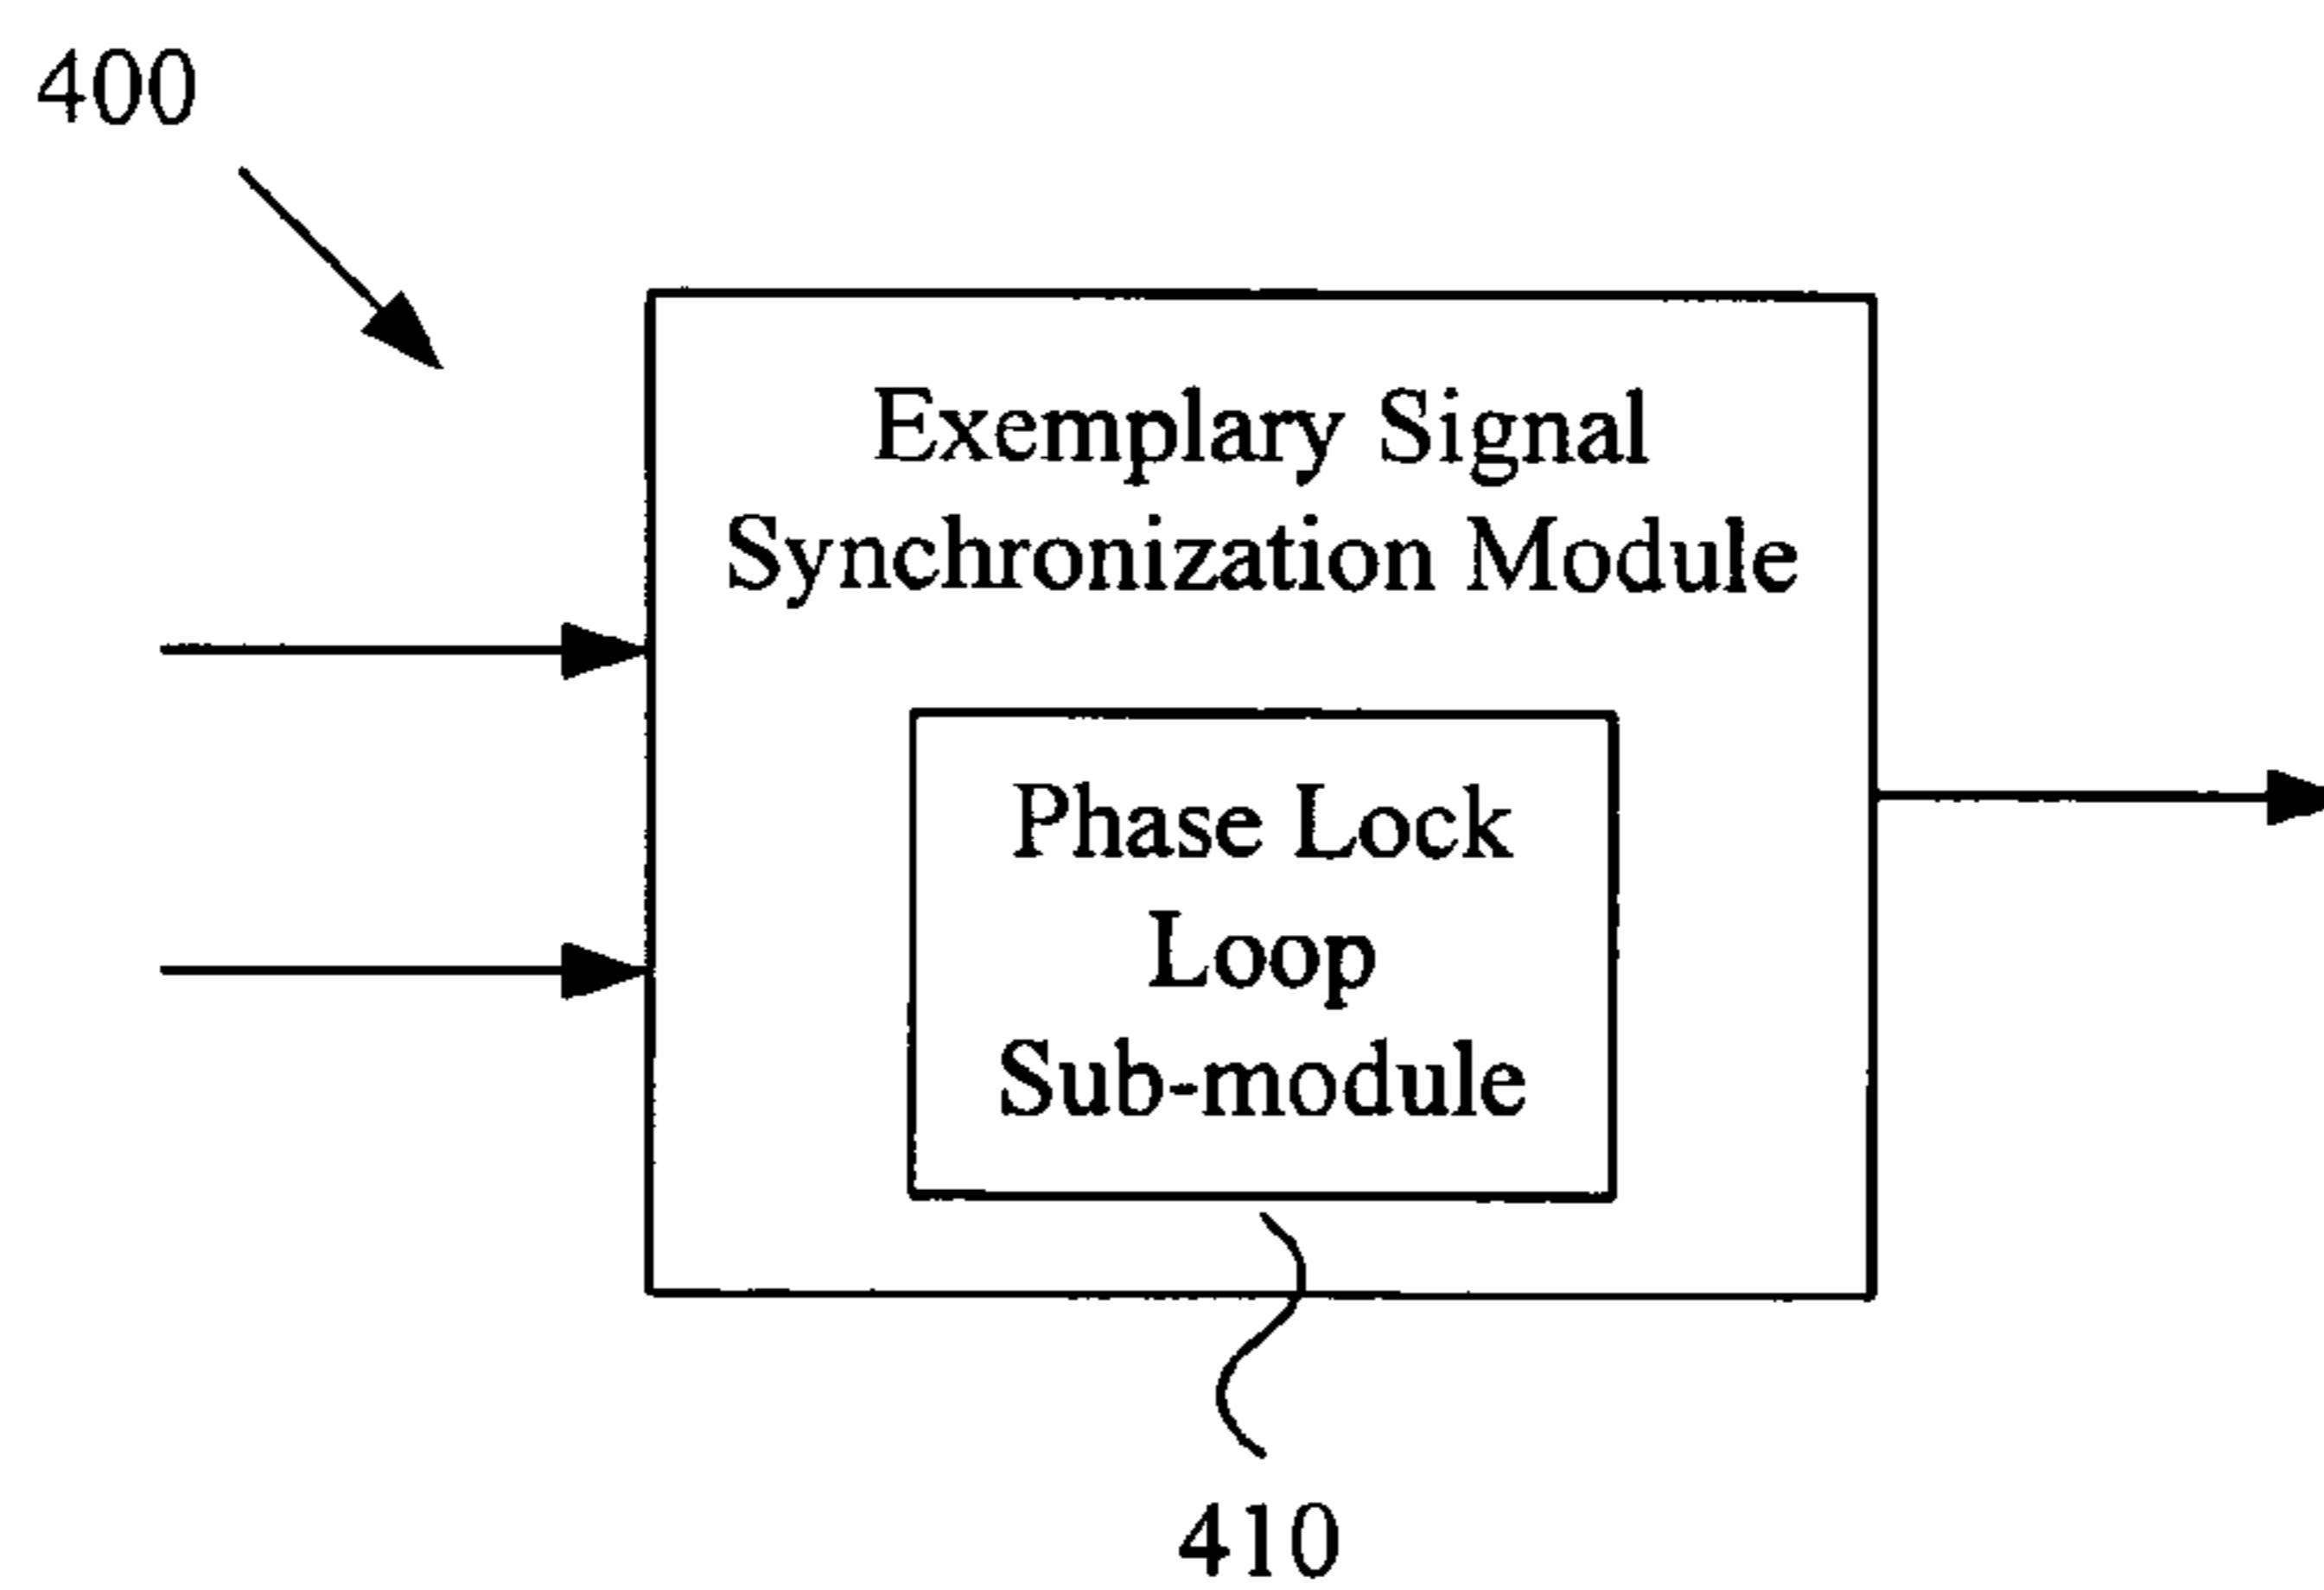 400
Exemplary Signal
Synchronization Module
Phase Lock
Loop
Sub-module
410